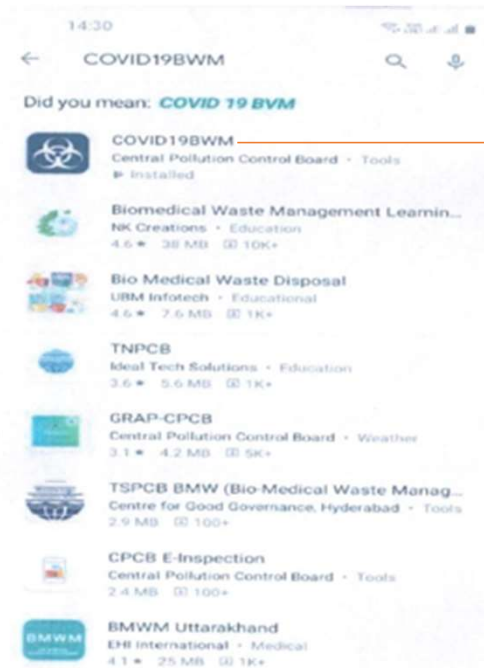 14:30
COVID19BWM
Did you mean: COVID 19 BVM
COVID19BWM
Central Pollution Control Board · Tools
Installed
Biomedical Waste Management Learnin...
NK Creations · Education
4.6 ★ 38 MB 10K+
Bio Medical Waste Disposal
UBM Infotech · Educational
4.6 ★ 7.6 MB 1K+
TNPCB
Ideal Tech Solutions · Education
3.6 ★ 5.6 MB 1K+
GRAP-CPCB
Central Pollution Control Board · Weather
3.1 ★ 4.2 MB 5K+
TSPCB BMW (Bio-Medical Waste Manag...
Centre for Good Governance, Hyderabad · Tools
2.9 MB 100+
CPCB E-Inspection
Central Pollution Control Board · Tools
2.4 MB 100+
BMWM
BMWM Uttarakhand
EHI International · Medical
4.1 ★ 25 MB 1K+